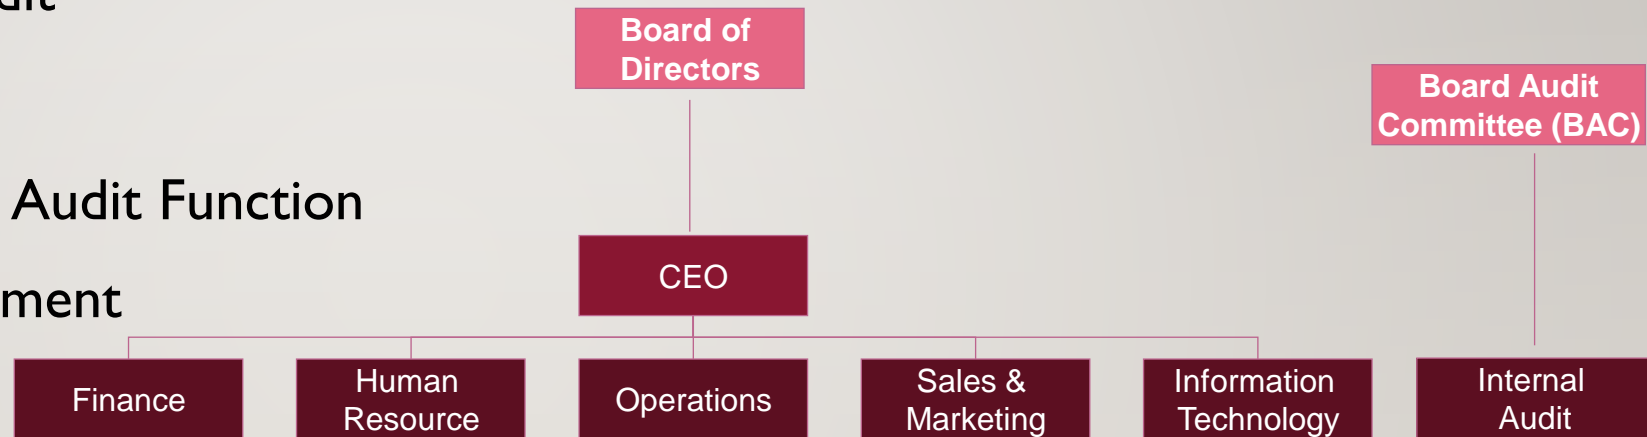 Board of
Directors
Board Audit
Committee (BAC)
Audit Function
CEO
Finance
Human
Resource
Operations
Sales &
Marketing
Information
Technology
Internal
Audit